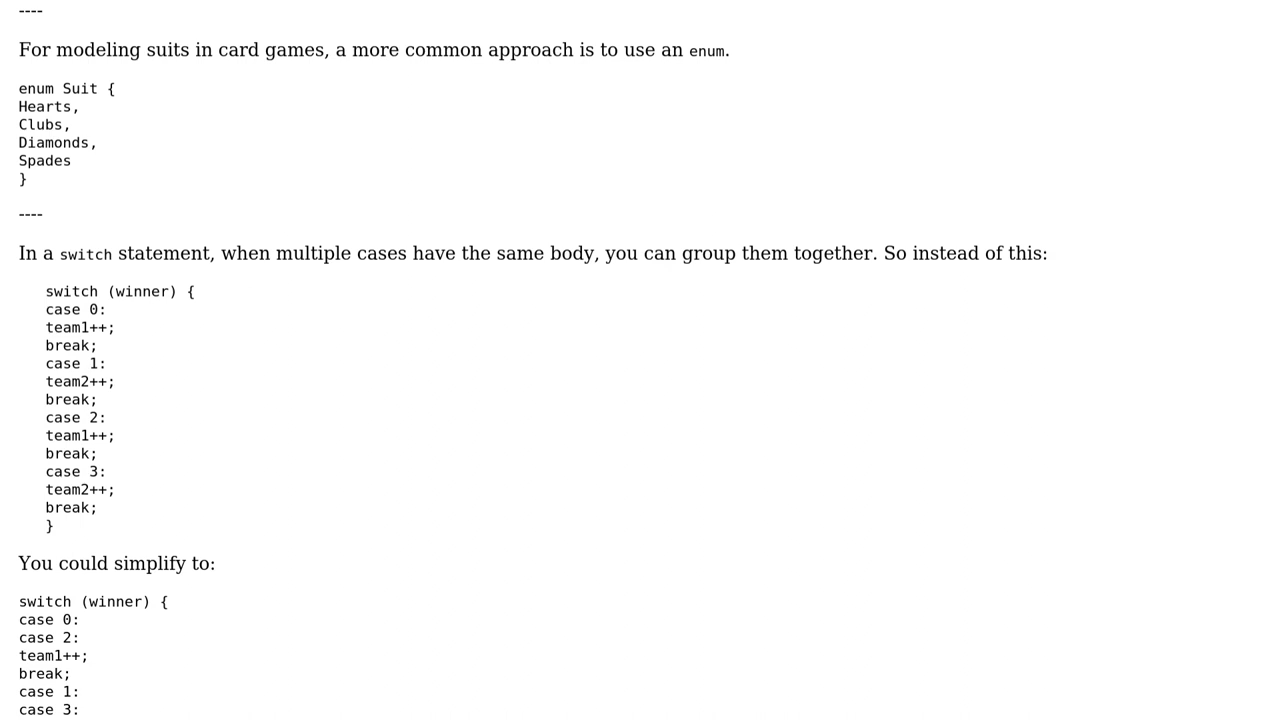 ----
For modeling suits in card games, a more common approach is to use an enum.
enum Suit {
Hearts,
Clubs,
Diamonds,
Spades
}
----
In a switch statement, when multiple cases have the same body, you can group them together. So instead of this:
switch (winner) {
case 0:
team1++;
break;
case 1:
team2++;
break;
case 2:
team1++;
break;
case 3:
team2++;
break;
}
You could simplify to:
switch (winner) {
case 0:
case 2:
team1++;
break;
case 1:
case 3: